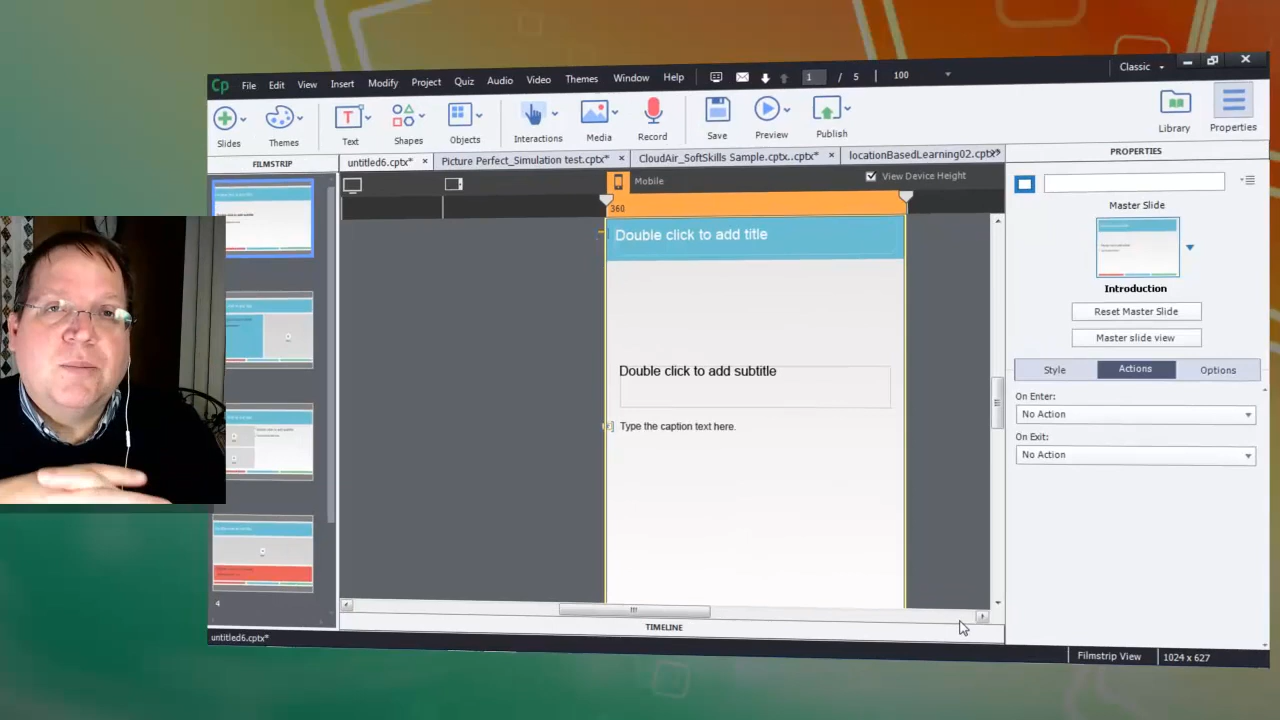 Cp File Edit View Insert Modify Project Quiz Audio Video Themes Window Help 1 / 5 100 Classic
Slides Themes Text Shapes Objects Interactions Media Record Save Preview Publish Library Properties
FILMSTRIP untitled6.cptx* Picture Perfect_Simulation test.cptx* CloudAir_SoftSkills Sample.cptx..cptx* locationBasedLearning02.cptx* PROPERTIES
Mobile View Device Height
360
Double click to add title
Double click to add subtitle
Type the caption text here.
4
TIMELINE
untitled6.cptx*
Master Slide
Introduction
Reset Master Slide
Master slide view
Style Actions Options
On Enter:
No Action
On Exit:
No Action
Filmstrip View 1024 x 627